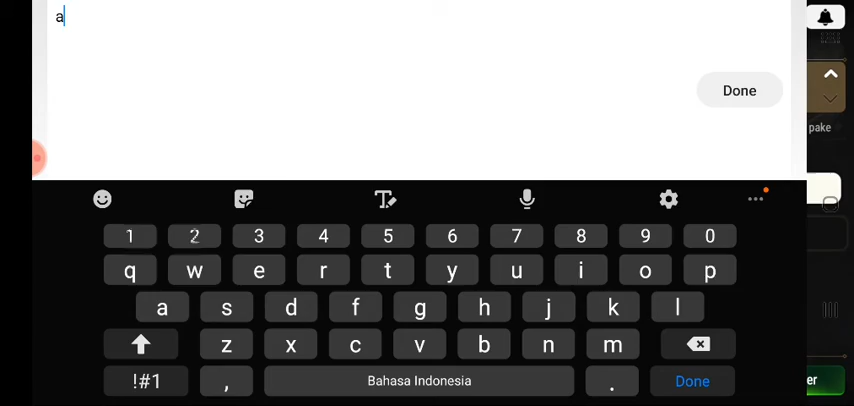 a
Done
pake
1 2 3 4 5 6 7 8 9 0
q w e r t y u i o p
a s d f g h j k l
z x c v b n m
!#1 , Bahasa Indonesia . Done
er